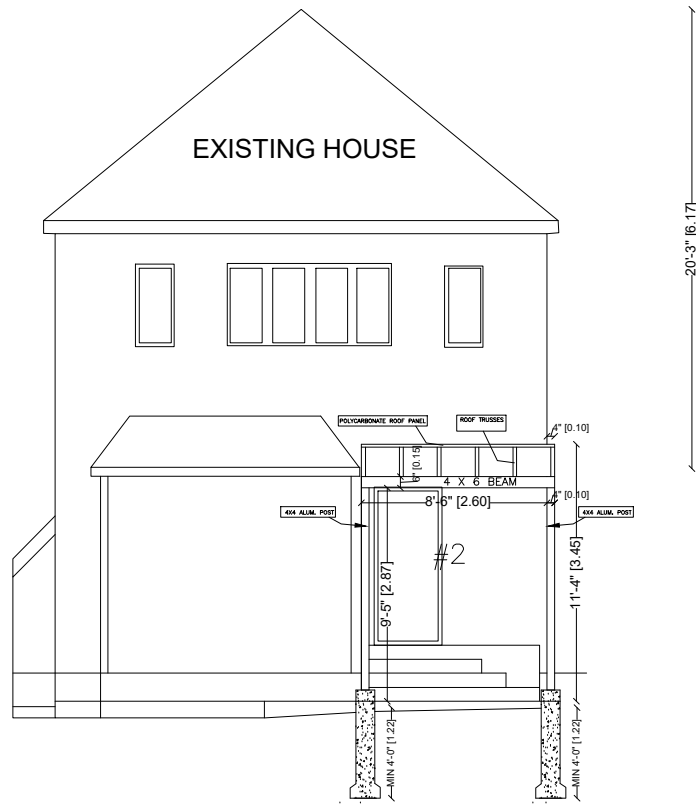 EXISTING HOUSE
20'-3" [6.17]
POLYCARBONATE ROOF PANEL
ROOF TRUSSES
4" [0.10]
6" [0.15]
4 X 6 BEAM
8'-6" [2.60]
4" [0.10]
4X4 ALUM. POST
4X4 ALUM. POST
#2
9'-5" [2.87]
11'-4" [3.45]
MIN 4'-0" [1.22]
MIN 4'-0" [1.22]